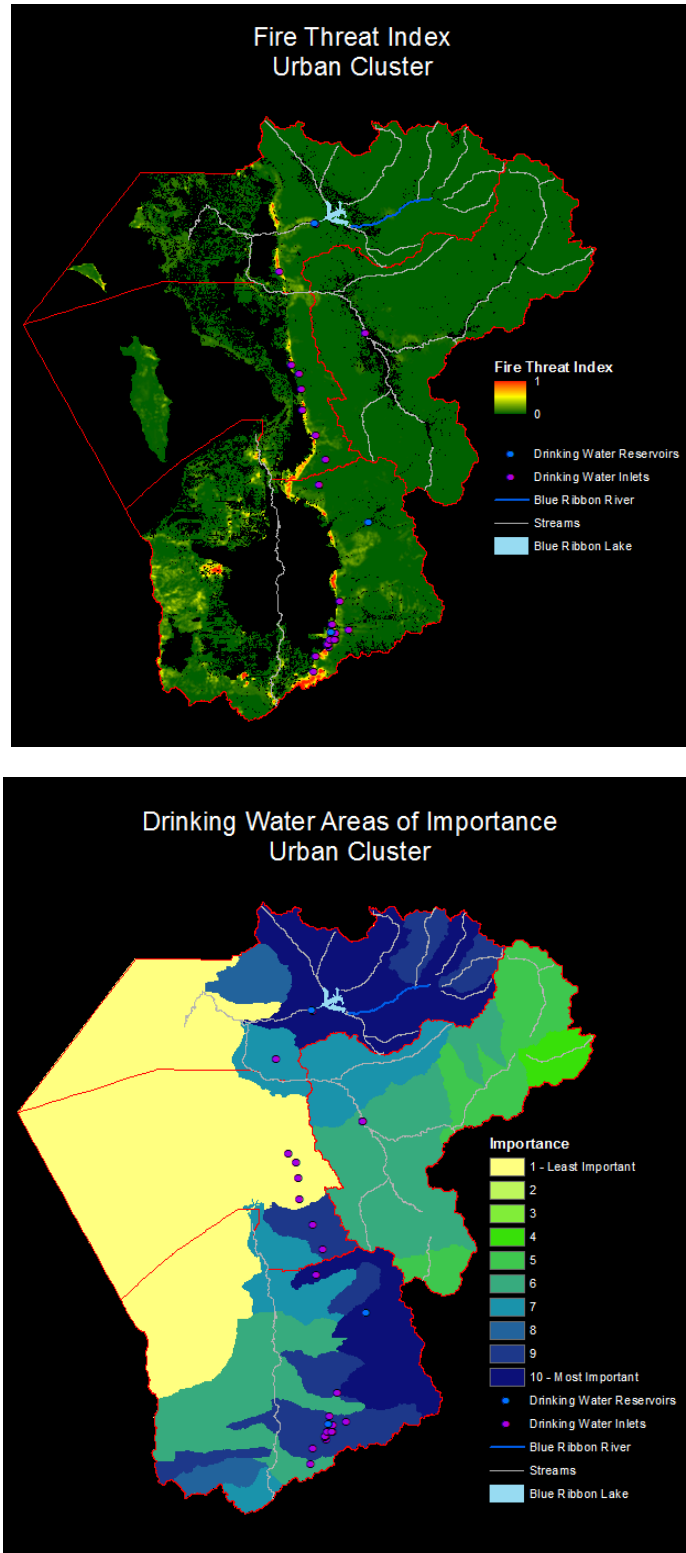 Fire Threat Index
Urban Cluster
Fire Threat Index
1
0
Drinking Water Reservoirs
Drinking Water Inlets
Blue Ribbon River
Streams
Blue Ribbon Lake
Drinking Water Areas of Importance
Urban Cluster
Importance
1 - Least Important
2
3
4
5
6
7
8
9
10 - Most Important
Drinking Water Reservoirs
Drinking Water Inlets
Blue Ribbon River
Streams
Blue Ribbon Lake